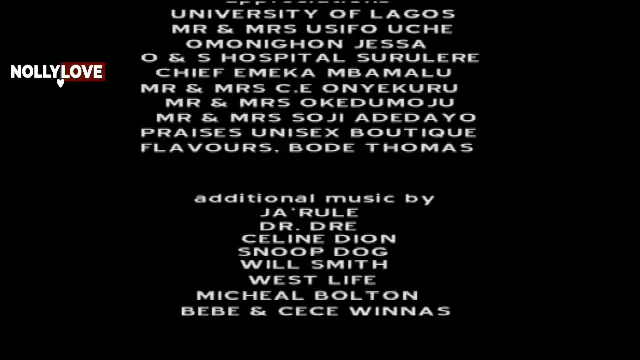 appreciations
UNIVERSITY OF LAGOS
MR & MRS USIFO UCHE
OMONIGHON JESSA
O & S HOSPITAL SURULERE
CHIEF EMEKA MBAMALU
MR & MRS C.E ONYEKURU
MR & MRS OKEDUMOJU
MR & MRS SOJI ADEDAYO
PRAISES UNISEX BOUTIQUE
FLAVOURS. BODE THOMAS
NOLLYLOVE
additional music by
JA'RULE
DR. DRE
CELINE DION
SNOOP DOG
WILL SMITH
WEST LIFE
MICHEAL BOLTON
BEBE & CECE WINNAS